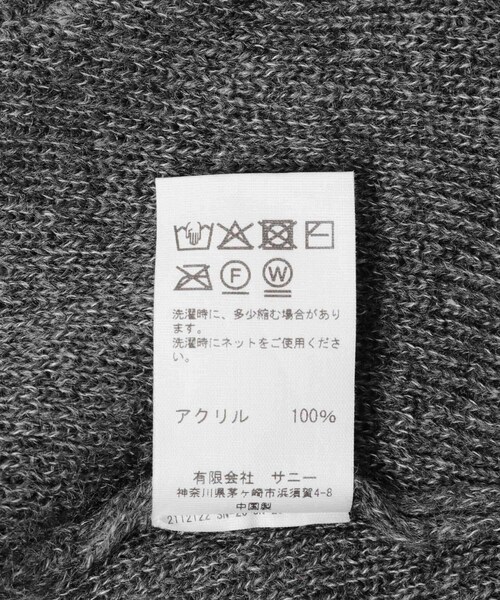 F W
洗濯時に、多少縮む場合があり
ます。
洗濯時にネットをご使用くださ
い。
アクリル 100%
有限会社 サニー
神奈川県茅ヶ崎市浜須賀4-8
中国製